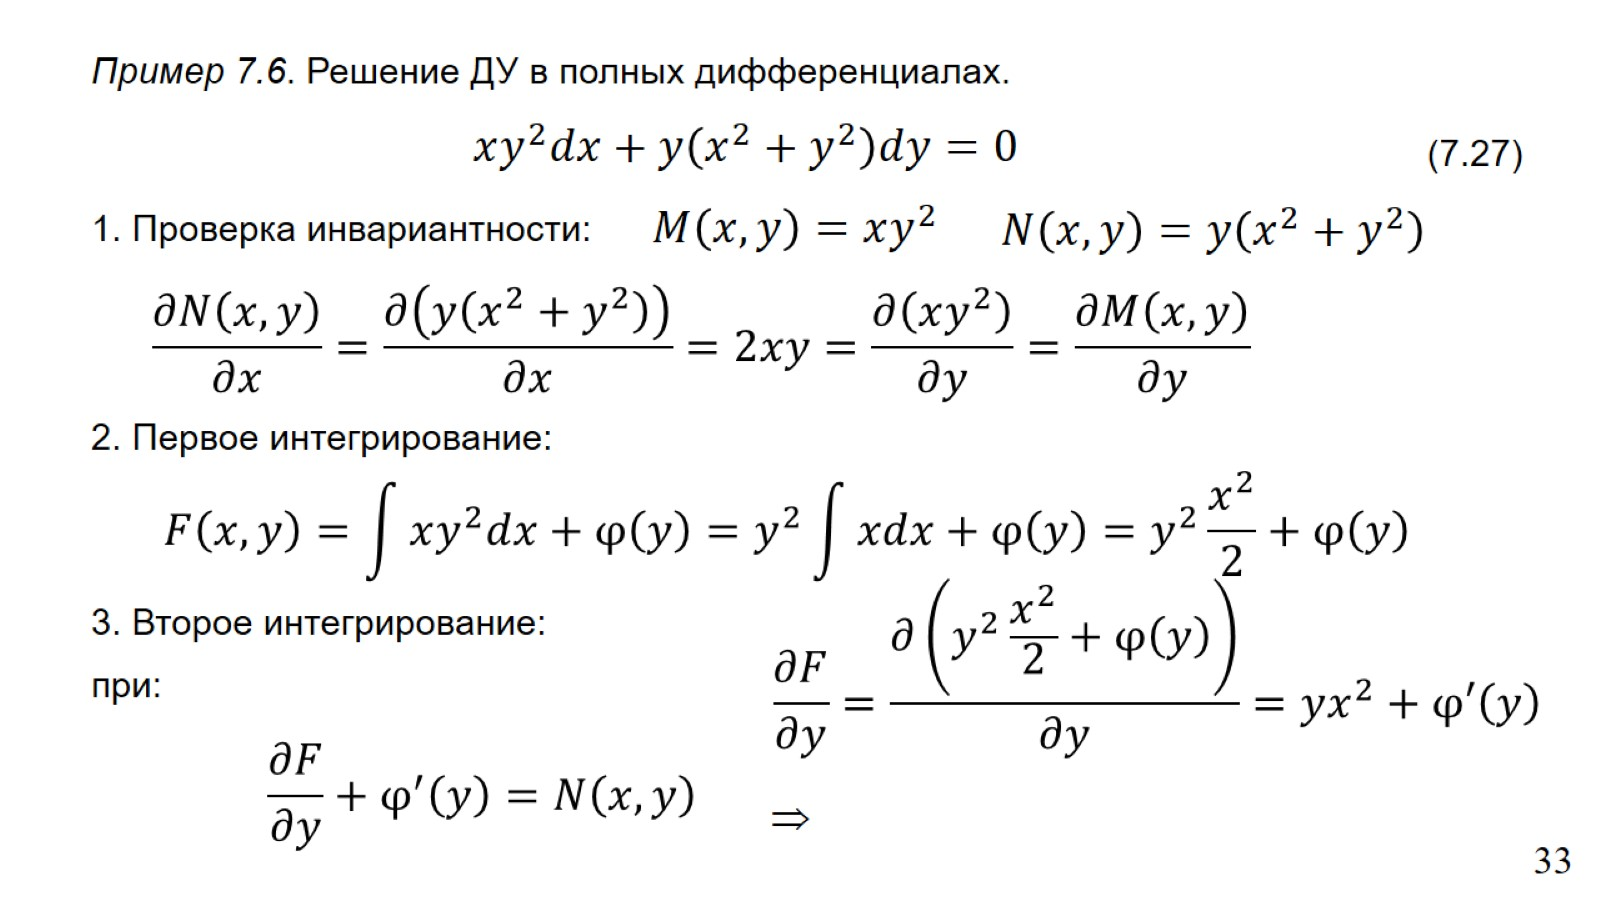 Пример 7.6. Решение ДУ в полных дифференциалах.
xy²dx + y(x² + y²)dy = 0 (7.27)
1. Проверка инвариантности: M(x, y) = xy² N(x, y) = y(x² + y²)
∂N(x, y)/∂x = ∂(y(x² + y²))/∂x = 2xy = ∂(xy²)/∂y = ∂M(x, y)/∂y
2. Первое интегрирование:
F(x, y) = ∫ xy²dx + φ(y) = y² ∫ xdx + φ(y) = y² x²/2 + φ(y)
3. Второе интегрирование:
при: ∂F/∂y = ∂(y² x²/2 + φ(y))/∂y = yx² + φ′(y)
∂F/∂y + φ′(y) = N(x, y) ⇒
33